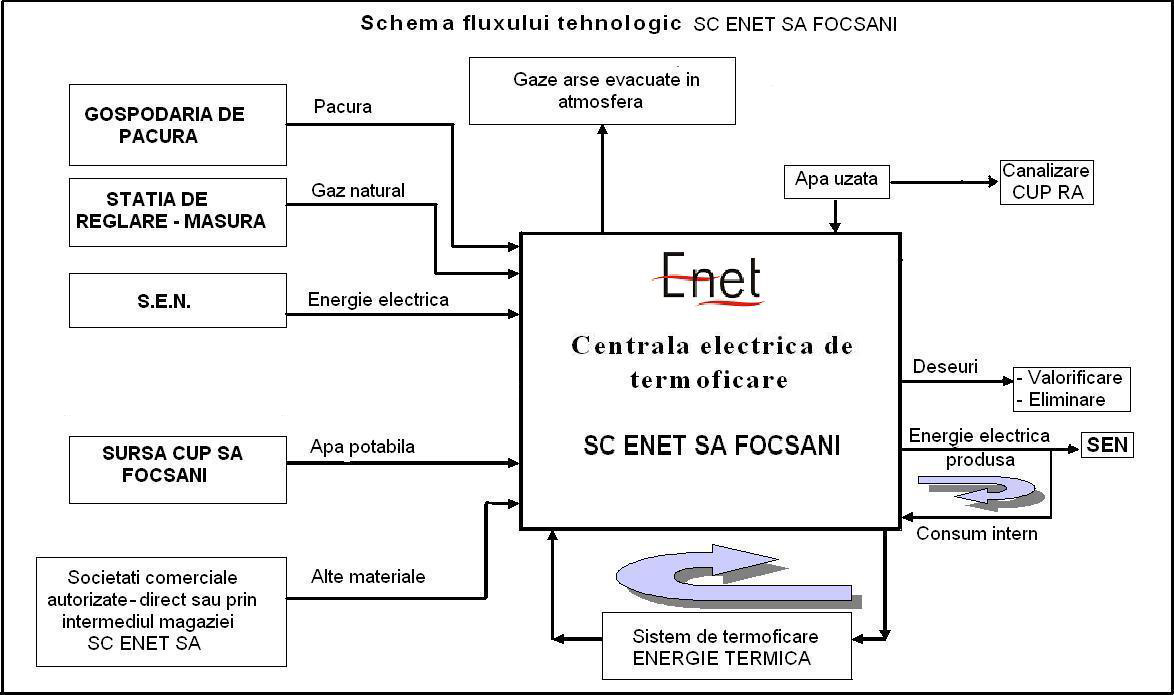 Schema fluxului tehnologic SC ENET SA FOCSANI
Gaze arse evacuate in
atmosfera
GOSPODARIA DE
PACURA
Pacura
STATIA DE
REGLARE - MASURA
Gaz natural
Apa uzata
Canalizare
CUP RA
S.E.N.
Energie electrica
Enet
Centrala electrica de
termoficare
SC ENET SA FOCSANI
Deseuri
- Valorificare
- Eliminare
Energie electrica
produsa
SEN
Consum intern
SURSA CUP SA
FOCSANI
Apa potabila
Societati comerciale
autorizate-direct sau prin
intermediul magaziei
SC ENET SA
Alte materiale
Sistem de termoficare
ENERGIE TERMICA